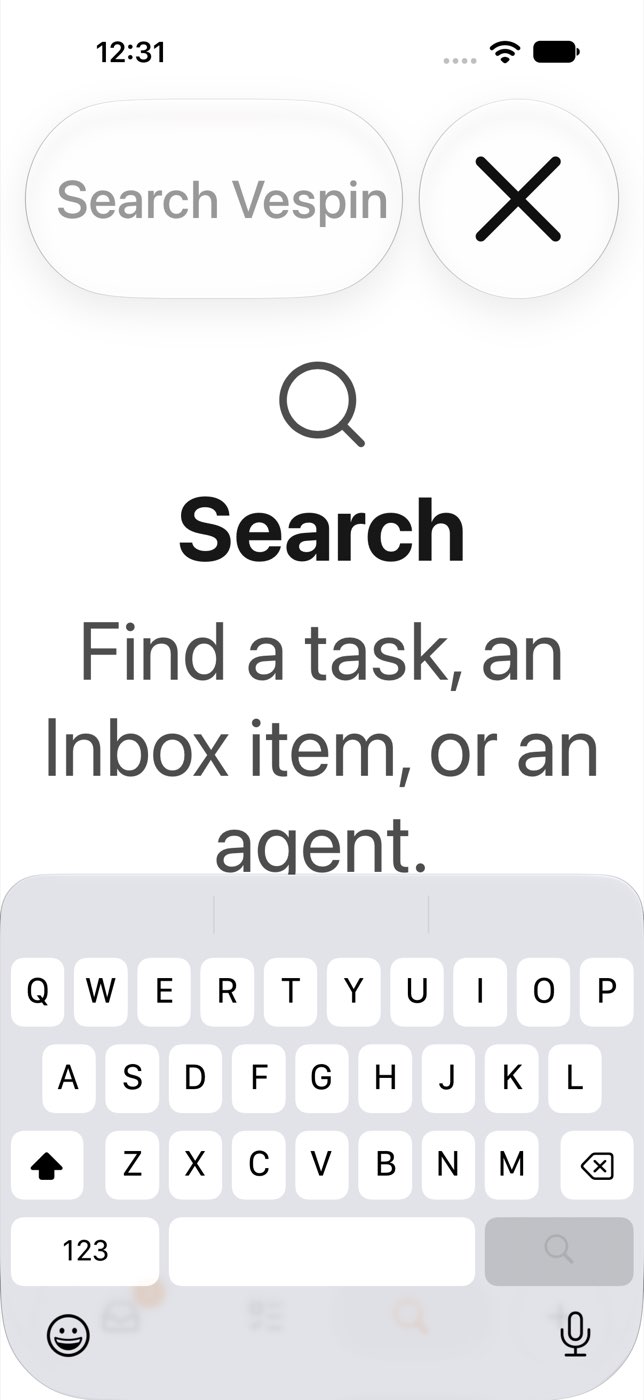 12:31
Search Vespin
Search
Find a task, an
Inbox item, or an
agent.
Q W E R T Y U I O P
A S D F G H J K L
Z X C V B N M
123